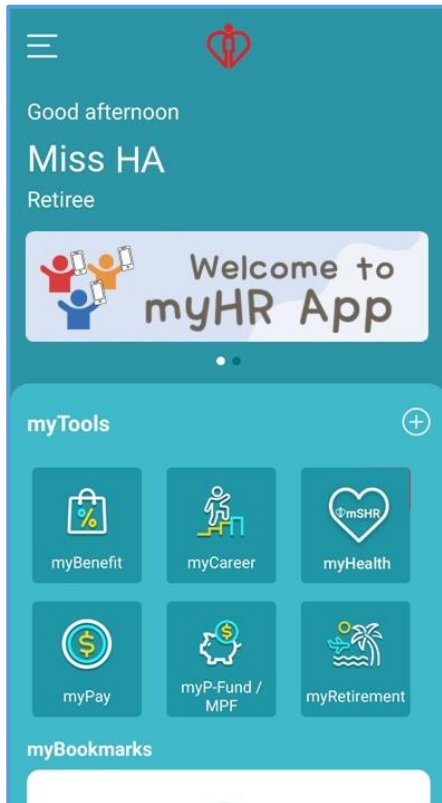 Good afternoon
Miss HA
Retiree
Welcome to
myHR App
myTools
%
mSHR
myBenefit
myCareer
myHealth
$
$
myPay
myP-Fund /
MPF
myRetirement
myBookmarks